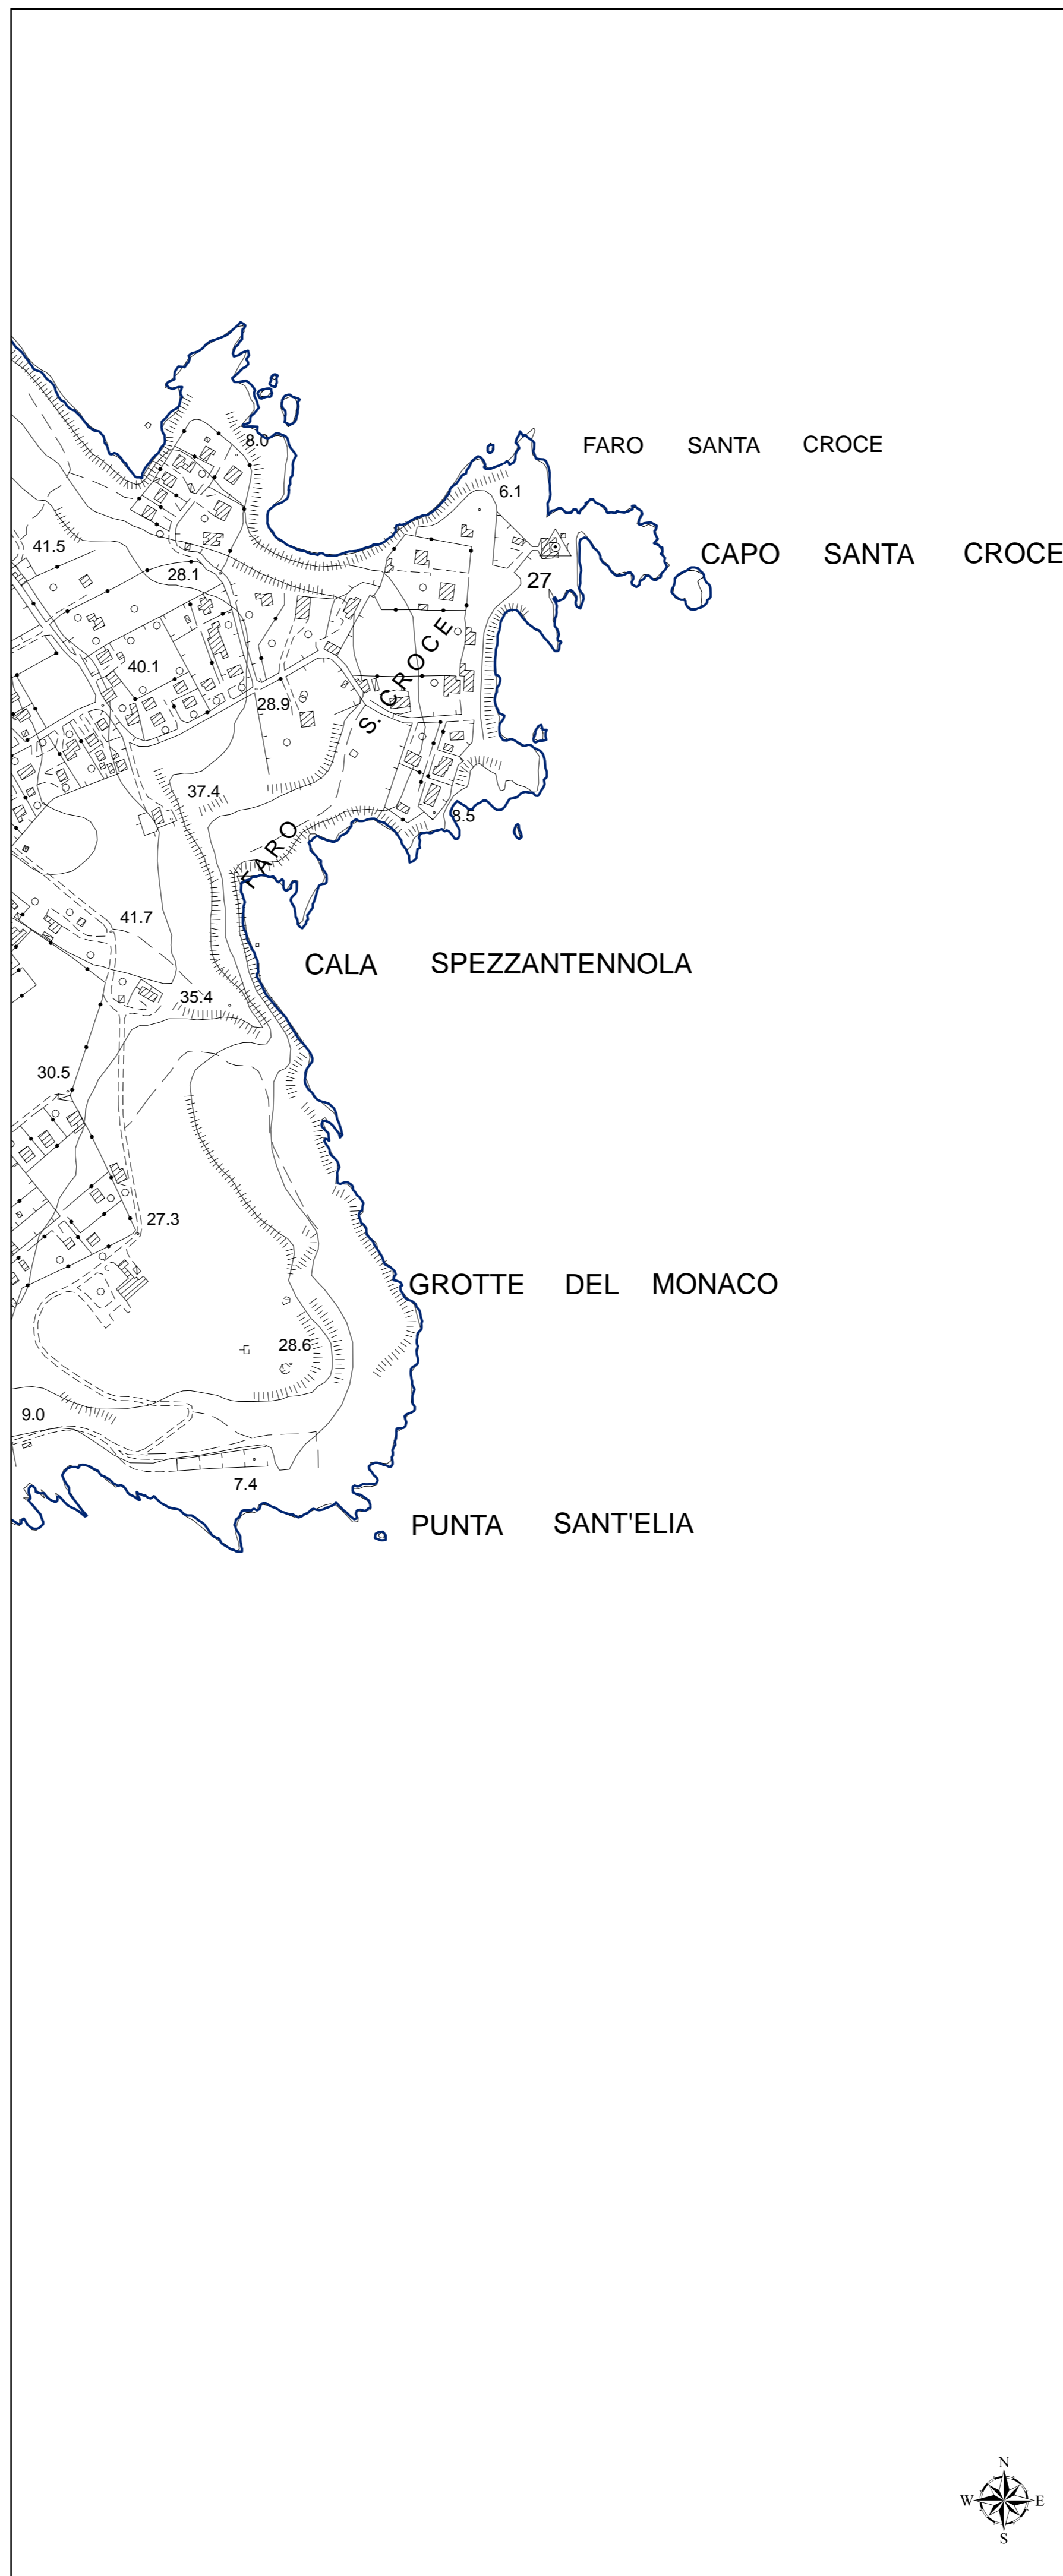 8.0
FARO SANTA CROCE
6.1
41.5
CAPO SANTA CROCE
28.1
27
40.1
28.9
FARO S. CROCE
37.4
8.5
41.7
CALA SPEZZANTENNOLA
35.4
30.5
27.3
GROTTE DEL MONACO
28.6
9.0
7.4
PUNTA SANT'ELIA
N
W E
S